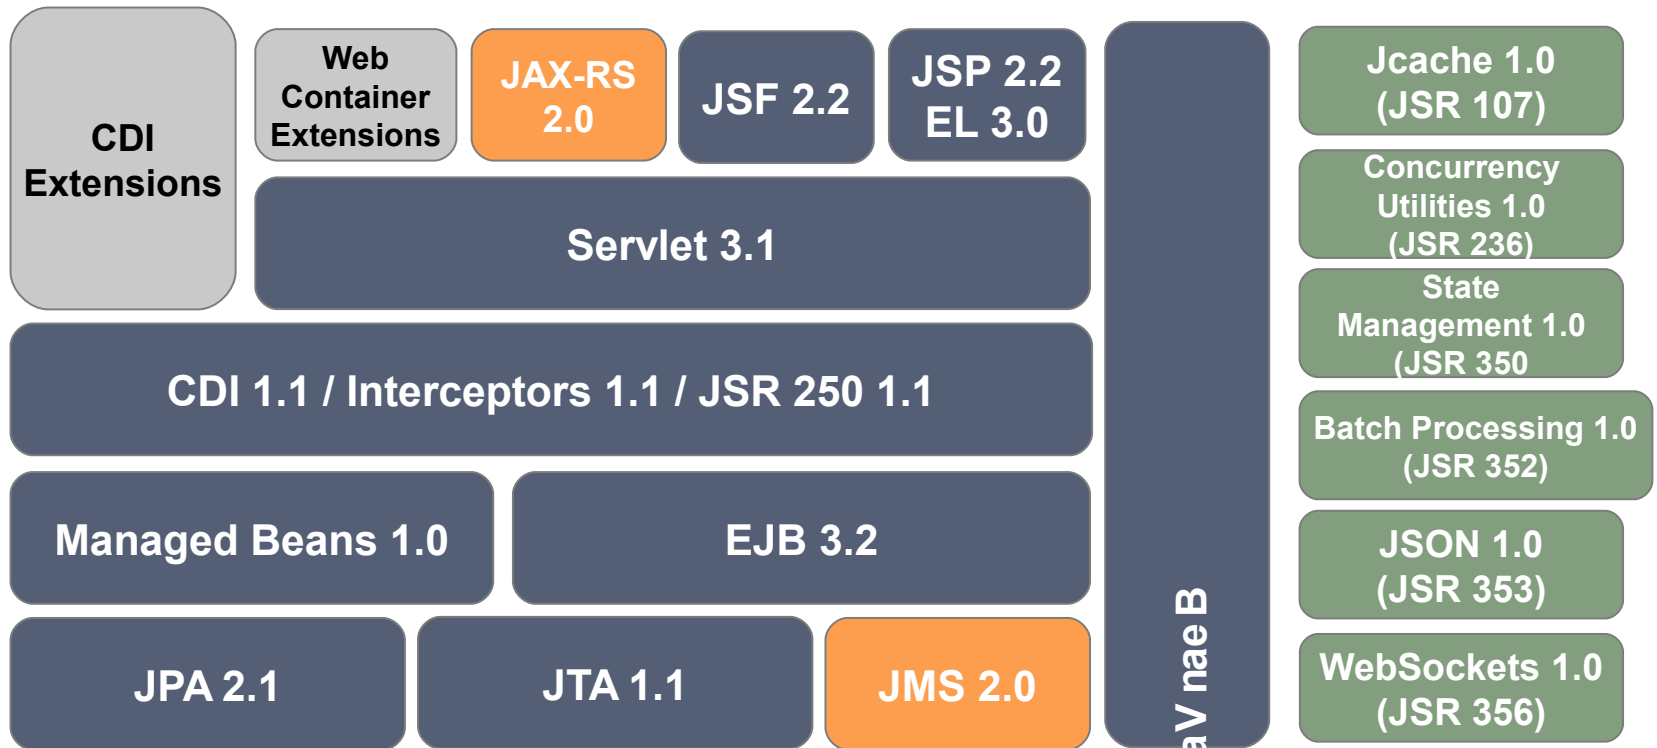 CDI
Extensions
Web
Container
Extensions
JAX-RS
2.0
JSF 2.2
JSP 2.2
EL 3.0
Servlet 3.1
CDI 1.1 / Interceptors 1.1 / JSR 250 1.1
Managed Beans 1.0
EJB 3.2
JPA 2.1
JTA 1.1
JMS 2.0
aV nae B
Jcache 1.0
(JSR 107)
Concurrency
Utilities 1.0
(JSR 236)
State
Management 1.0
(JSR 350
Batch Processing 1.0
(JSR 352)
JSON 1.0
(JSR 353)
WebSockets 1.0
(JSR 356)